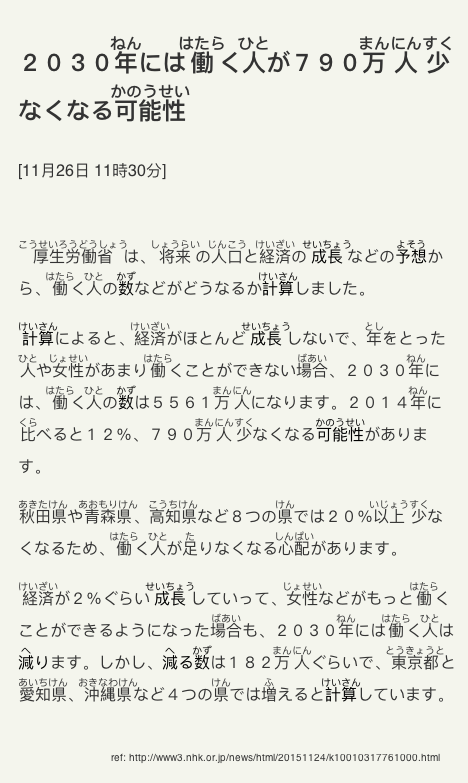 ２０３０年には働く人が７９０万人少
なくなる可能性
[11月26日 11時30分]
厚生労働省は、将来の人口と経済の成長などの予想か
ら、働く人の数などがどうなるか計算しました。
計算によると、経済がほとんど成長しないで、年をとった
人や女性があまり働くことができない場合、２０３０年に
は、働く人の数は５５６１万人になります。２０１４年に
比べると１２%、７９０万人少なくなる可能性がありま
す。
秋田県や青森県、高知県など８つの県では２０%以上少な
くなるため、働く人が足りなくなる心配があります。
経済が２%ぐらい成長していって、女性などがもっと働く
ことができるようになった場合も、２０３０年には働く人は
減ります。しかし、減る数は１８２万人ぐらいで、東京都と
愛知県、沖縄県など４つの県では増えると計算しています。
ref: http://www3.nhk.or.jp/news/html/20151124/k10010317761000.html